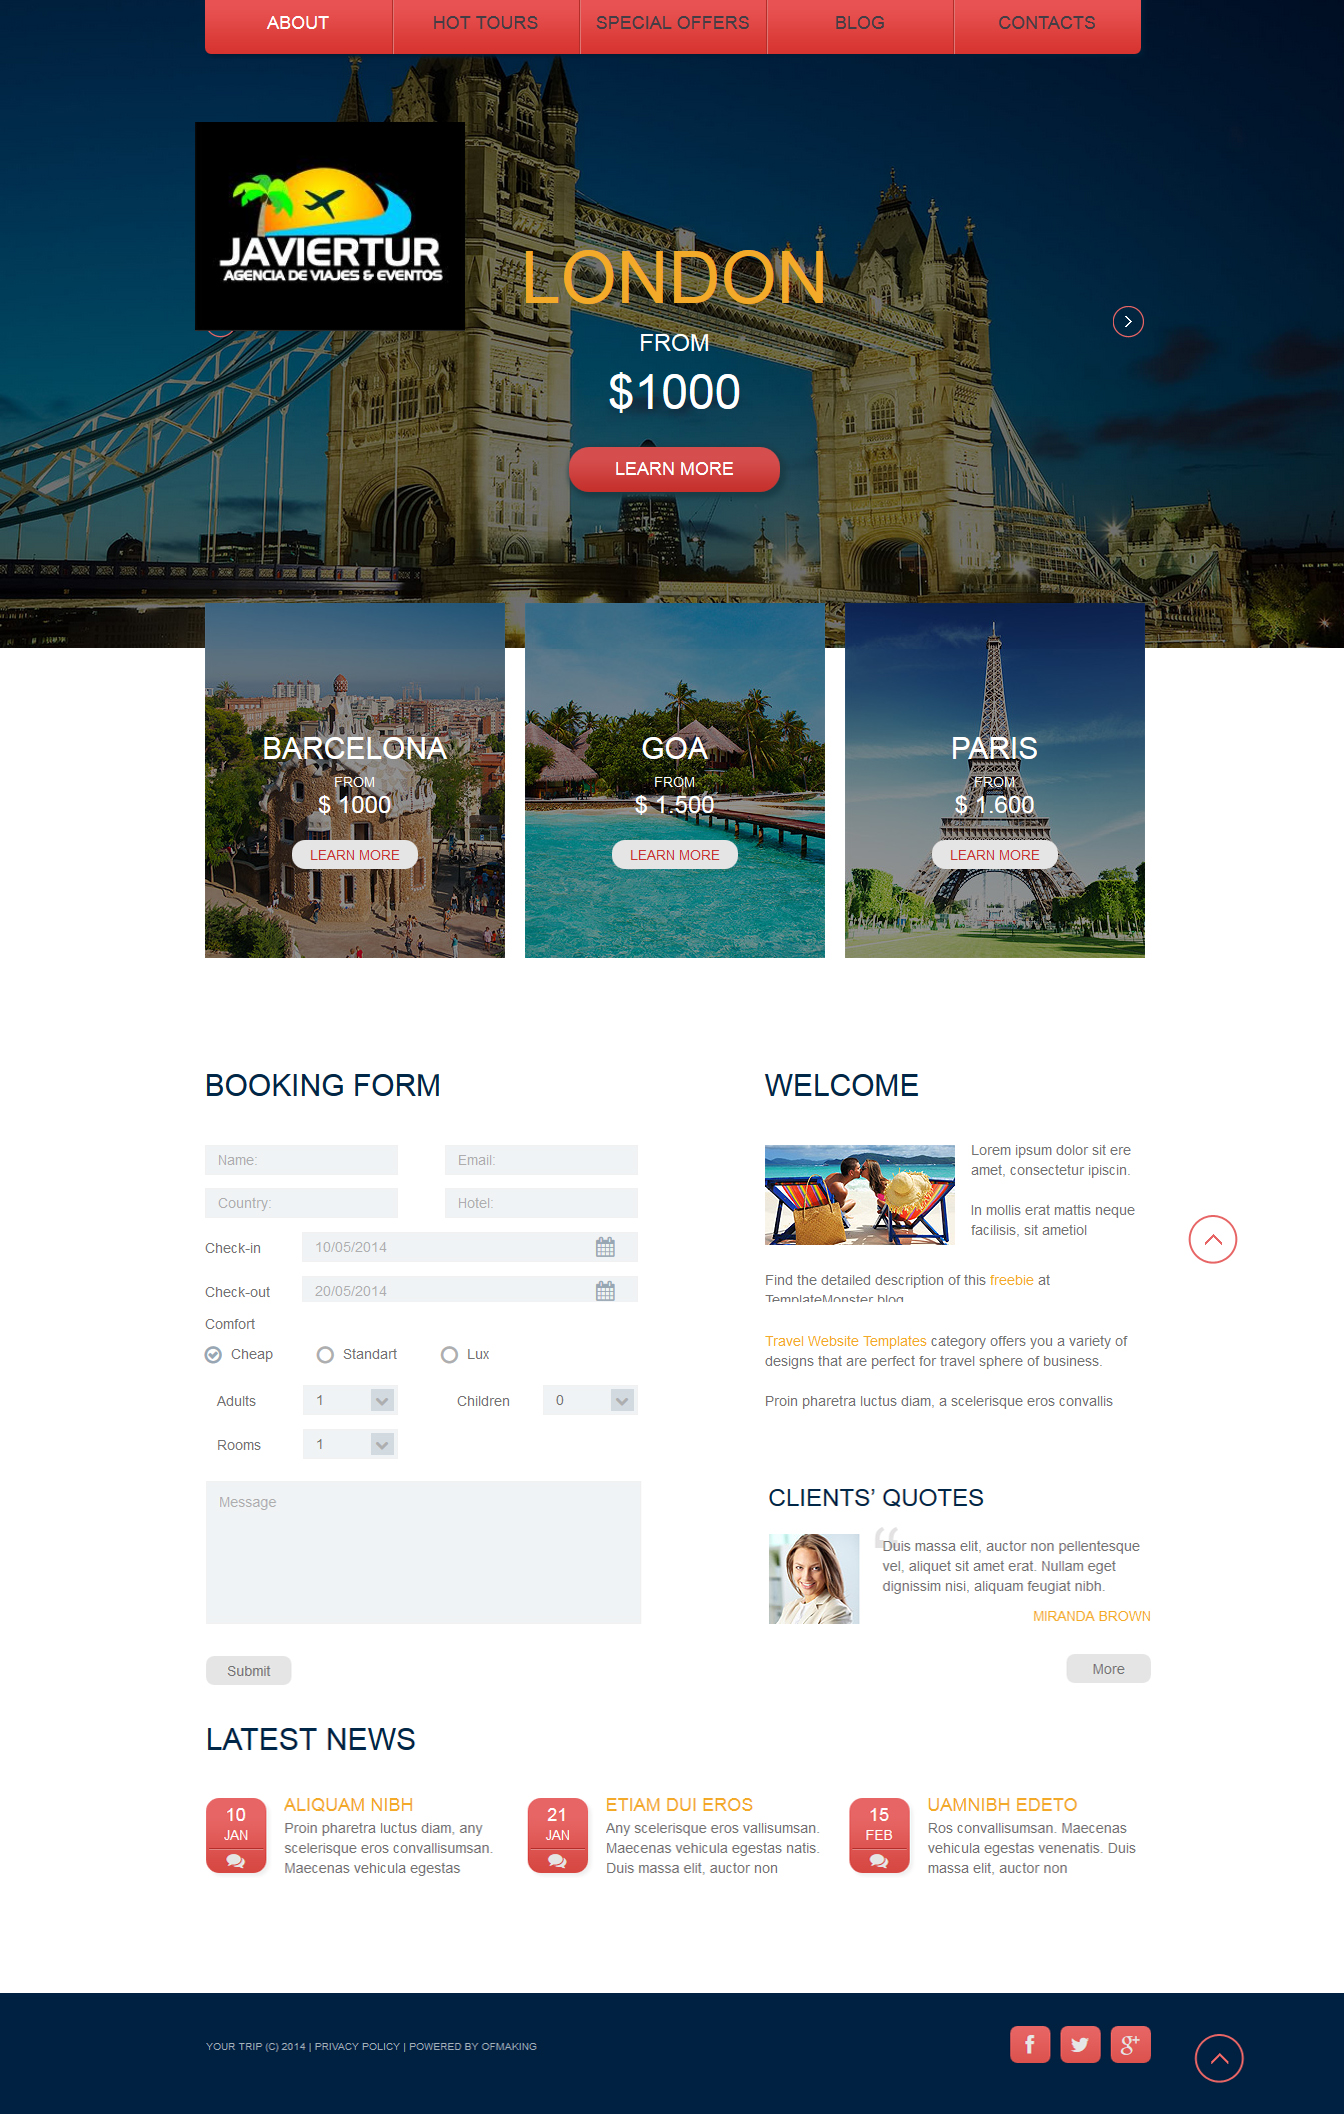 ABOUT
HOT TOURS
SPECIAL OFFERS
BLOG
CONTACTS
JAVIERTUR
AGENCIA DE VIAJES & EVENTOS
LONDON
FROM
$1000
LEARN MORE
BARCELONA
FROM
$ 1000
LEARN MORE
GOA
FROM
$ 1.500
LEARN MORE
PARIS
FROM
$ 1.600
LEARN MORE
BOOKING FORM
Name:
Email:
Country:
Hotel:
Check-in
10/05/2014
Check-out
20/05/2014
Comfort
Cheap
Standart
Lux
Adults
1
Children
0
Rooms
1
Message
Submit
WELCOME
Lorem ipsum dolor sit ere
amet, consectetur ipiscin.
In mollis erat mattis neque
facilisis, sit ametiol
Find the detailed description of this freebie at
TemplateMonster blog
Travel Website Templates category offers you a variety of
designs that are perfect for travel sphere of business.
Proin pharetra luctus diam, a scelerisque eros convallis
CLIENTS’ QUOTES
“
Duis massa elit, auctor non pellentesque
vel, aliquet sit amet erat. Nullam eget
dignissim nisi, aliquam feugiat nibh.
MIRANDA BROWN
More
LATEST NEWS
10
JAN
ALIQUAM NIBH
Proin pharetra luctus diam, any
scelerisque eros convallisumsan.
Maecenas vehicula egestas
21
JAN
ETIAM DUI EROS
Any scelerisque eros vallisumsan.
Maecenas vehicula egestas natis.
Duis massa elit, auctor non
15
FEB
UAMNIBH EDETO
Ros convallisumsan. Maecenas
vehicula egestas venenatis. Duis
massa elit, auctor non
YOUR TRIP (C) 2014 | PRIVACY POLICY | POWERED BY OFMAKING